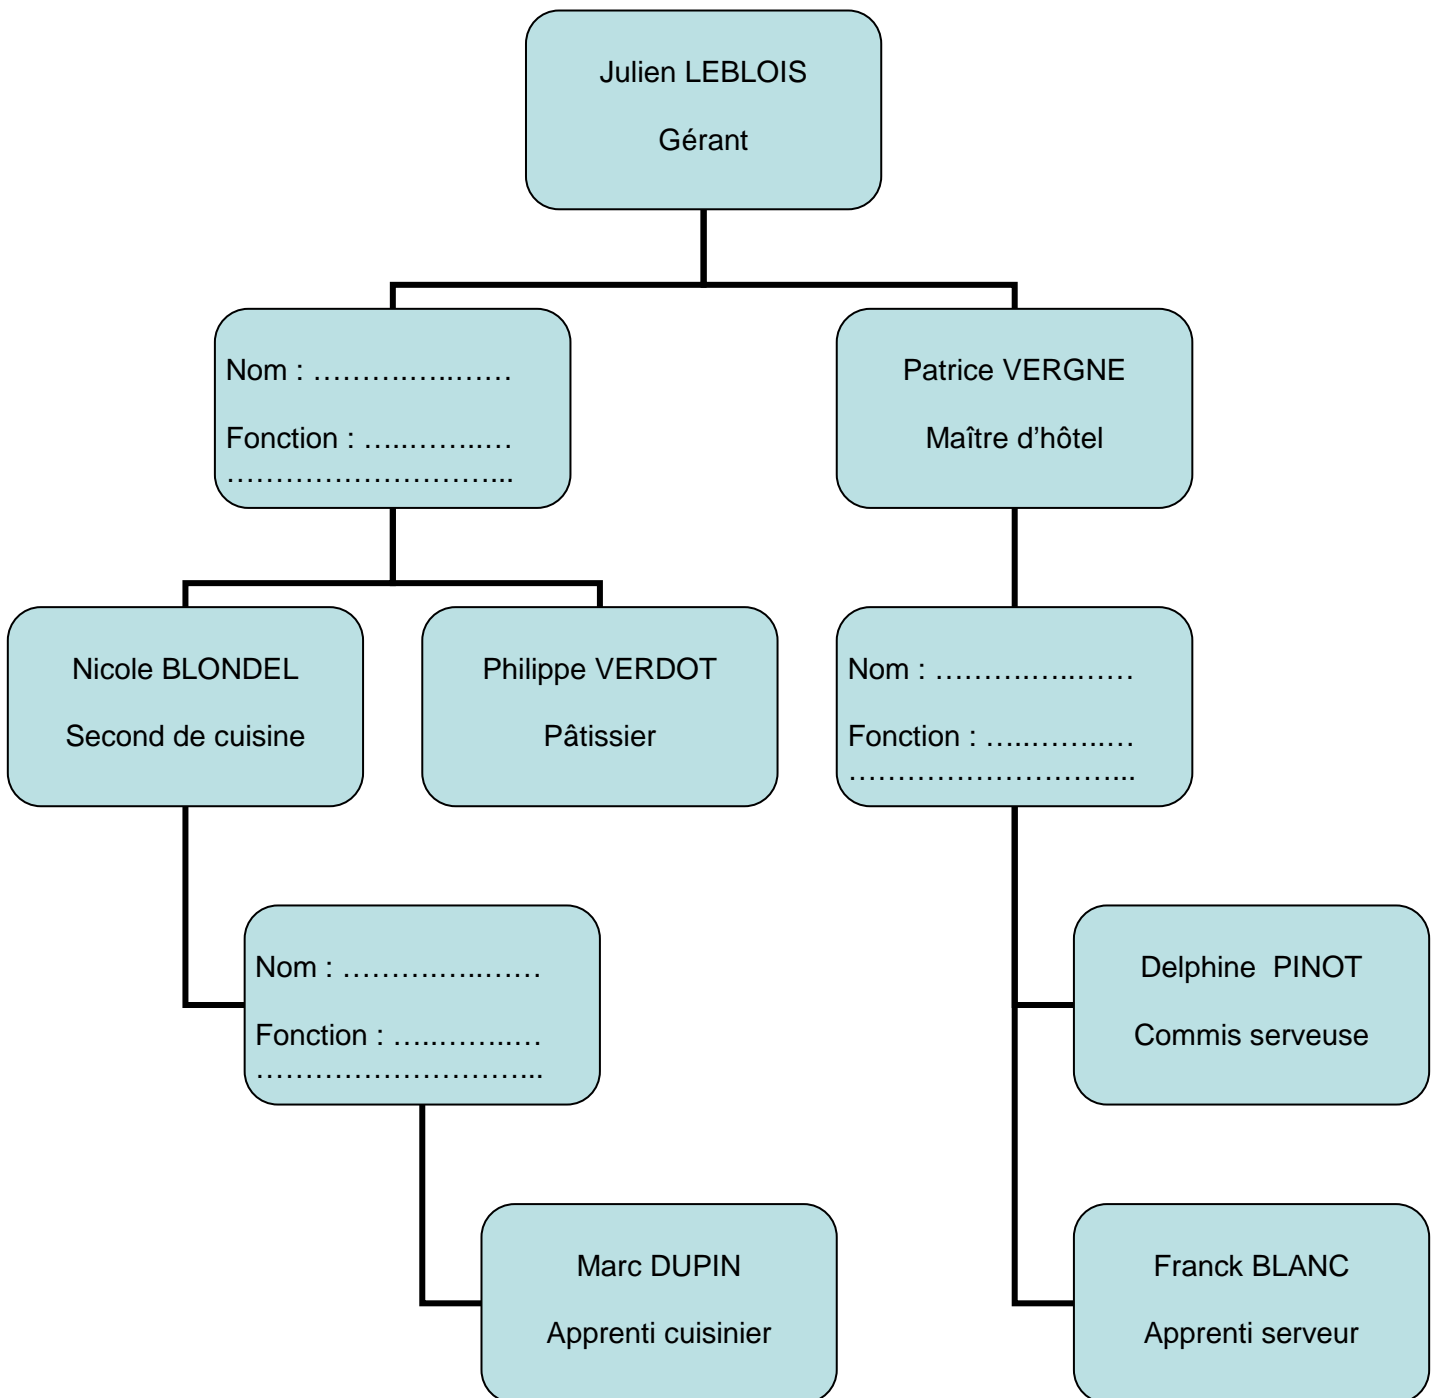 Julien LEBLOIS
Gérant
Nom : ……….…..……
Fonction : …..……..…
………………………...
Patrice VERGNE
Maître d’hôtel
Nicole BLONDEL
Second de cuisine
Philippe VERDOT
Pâtissier
Nom : ……….…..……
Fonction : …..……..…
………………………...
Nom : ……….…..……
Fonction : …..……..…
………………………...
Delphine  PINOT
Commis serveuse
Marc DUPIN
Apprenti cuisinier
Franck BLANC
Apprenti serveur